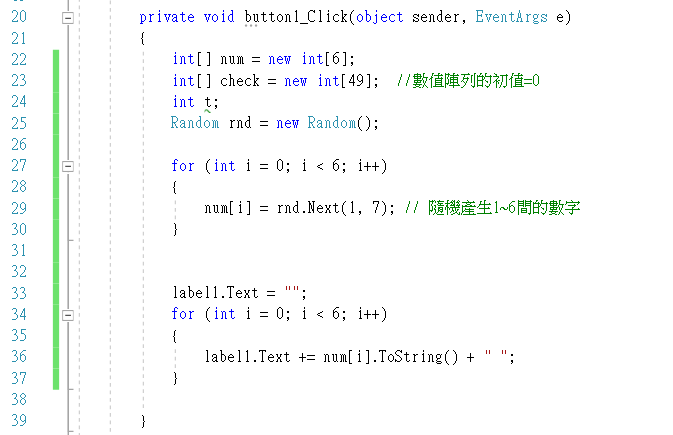 20 private void button1_Click(object sender, EventArgs e)
21 {
22 int[] num = new int[6];
23 int[] check = new int[49]; //數值陣列的初值=0
24 int t;
25 Random rnd = new Random();
26
27 for (int i = 0; i < 6; i++)
28 {
29 num[i] = rnd.Next(1, 7); // 隨機產生1~6間的數字
30 }
31
32
33 label1.Text = "";
34 for (int i = 0; i < 6; i++)
35 {
36 label1.Text += num[i].ToString() + " ";
37 }
38
39 }